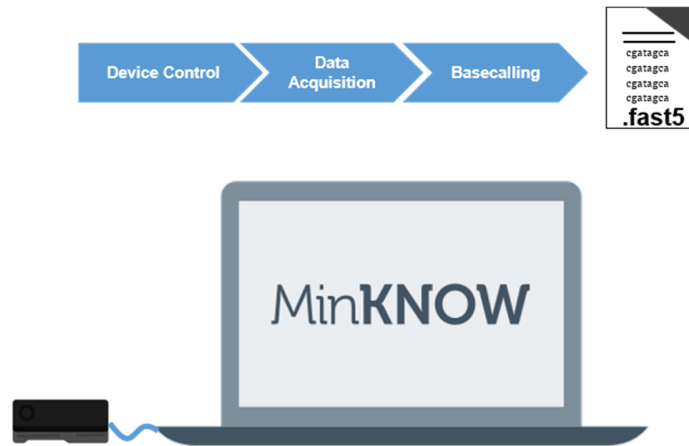 Device Control
Data
Acquisition
Basecalling
cgatagca
cgatagca
cgatagca
cgatagca
.fast5
MinKNOW